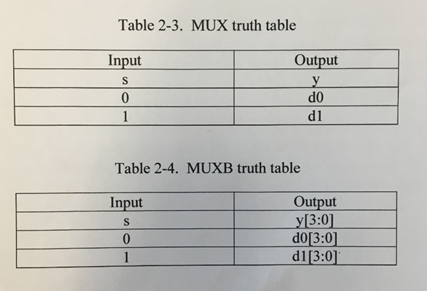 Table 2-3. MUX truth table
Input Output
s y
0 d0
1 d1
Table 2-4. MUXB truth table
Input Output
s y[3:0]
0 d0[3:0]
1 d1[3:0]